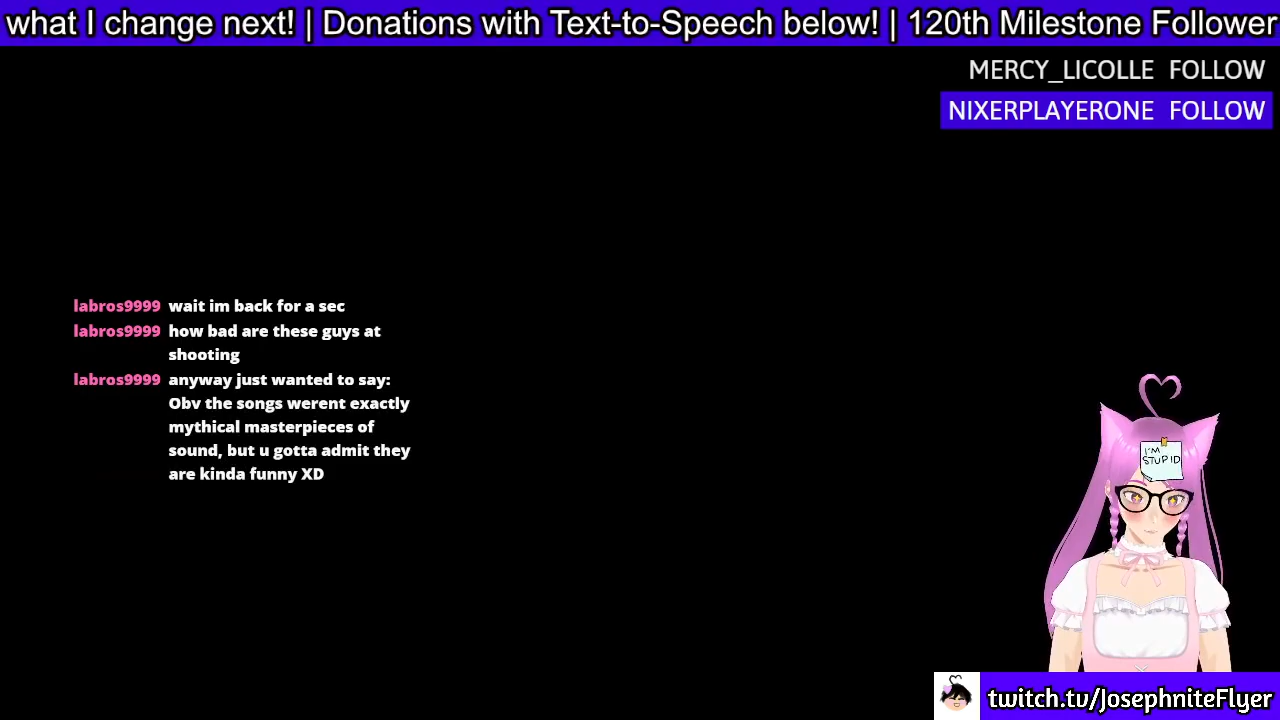 what I change next! | Donations with Text-to-Speech below! | 120th Milestone Follower
MERCY_LICOLLE FOLLOW
NIXERPLAYERONE FOLLOW
labros9999 wait im back for a sec
labros9999 how bad are these guys at
shooting
labros9999 anyway just wanted to say:
Obv the songs werent exactly
mythical masterpieces of
sound, but u gotta admit they
are kinda funny XD
I'M
STUPID
twitch.tv/JosephniteFlyer